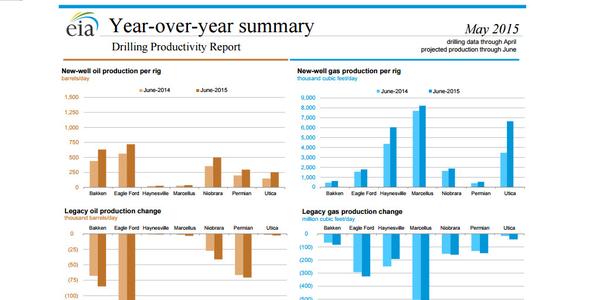 eia
Year-over-year summary
May 2015
Drilling Productivity Report
drilling data through April
projected production through June
New-well oil production per rig
barrels/day
June-2014 June-2015
1,500
1,250
1,000
750
500
250
0
Bakken Eagle Ford Haynesville Marcellus Niobrara Permian Utica
New-well gas production per rig
thousand cubic feet/day
June-2014 June-2015
9,000
8,000
7,000
6,000
5,000
4,000
3,000
2,000
1,000
0
Bakken Eagle Ford Haynesville Marcellus Niobrara Permian Utica
Legacy oil production change
thousand barrels/day
Bakken Eagle Ford Haynesville Marcellus Niobrara Permian Utica
0
(25)
(50)
(75)
(100)
Legacy gas production change
million cubic feet/day
Bakken Eagle Ford Haynesville Marcellus Niobrara Permian Utica
0
(100)
(200)
(300)
(400)
(500)